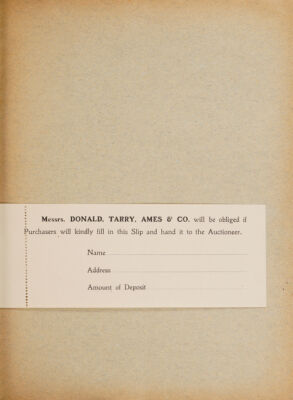 Messrs. DONALD, TARRY, AMES & CO. will be obliged if
Purchasers will kindly fill in this Slip and hand it to the Auctioneer.
Name
Address
Amount of Deposit